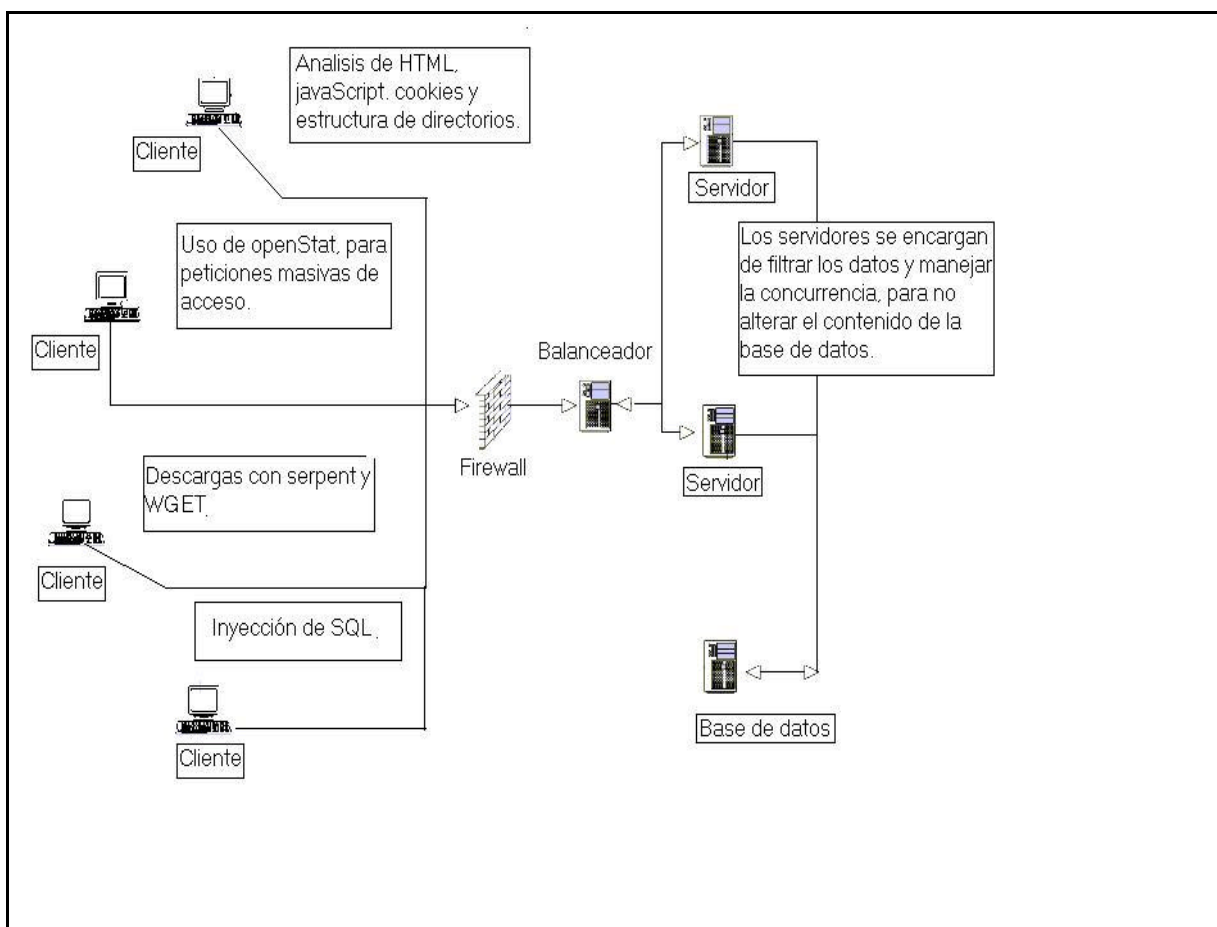 Analisis de HTML,
javaScript. cookies y
estructura de directorios.
Cliente
Servidor
Uso de openStat, para
peticiones masivas de
acceso.
Los servidores se encargan
de filtrar los datos y manejar
la concurrencia, para no
alterar el contenido de la
base de datos.
Cliente
Balanceador
Firewall
Descargas con serpent y
WGET.
Servidor
Cliente
Inyección de SQL.
Cliente
Base de datos